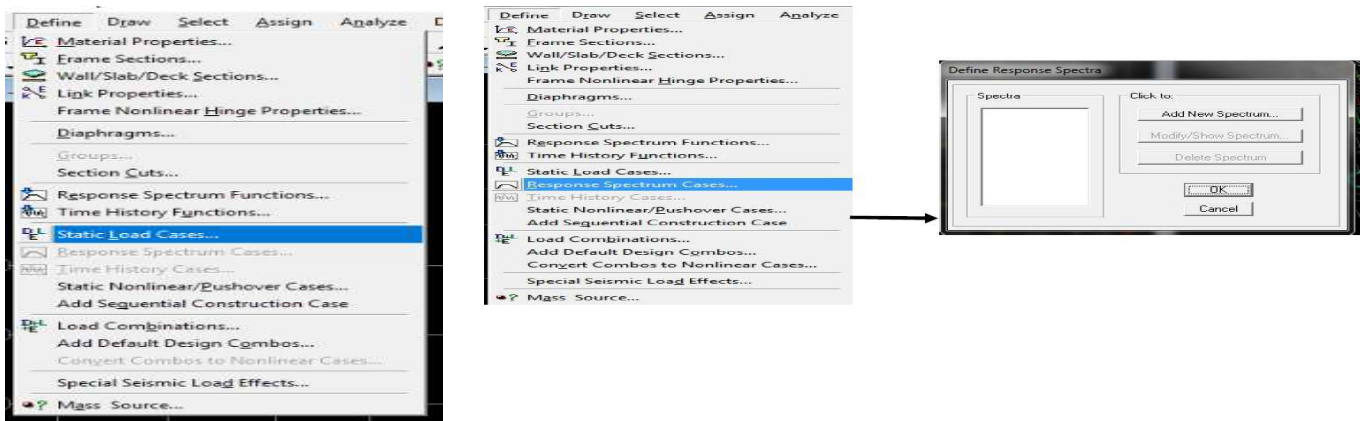 Define Draw Select Assign Analyze
Material Properties...
Frame Sections...
Wall/Slab/Deck Sections...
Link Properties...
Frame Nonlinear Hinge Properties...
Diaphragms...
Groups...
Section Cuts...
Response Spectrum Functions...
Time History Functions...
Static Load Cases...
Response Spectrum Cases...
Time History Cases...
Static Nonlinear/Pushover Cases...
Add Sequential Construction Case
Load Combinations...
Add Default Design Combos...
Convert Combos to Nonlinear Cases...
Special Seismic Load Effects...
Mass Source...
Define Draw Select Assign Analyze
Material Properties...
Frame Sections...
Wall/Slab/Deck Sections...
Link Properties...
Frame Nonlinear Hinge Properties...
Diaphragms...
Groups...
Section Cuts...
Response Spectrum Functions...
Time History Functions...
Static Load Cases...
Response Spectrum Cases...
Time History Cases...
Static Nonlinear/Pushover Cases...
Add Sequential Construction Case
Load Combinations...
Add Default Design Combos...
Convert Combos to Nonlinear Cases...
Special Seismic Load Effects...
Mass Source...
Define Response Spectra
Spectra
Click to:
Add New Spectrum...
Modify/Show Spectrum...
Delete Spectrum
OK
Cancel